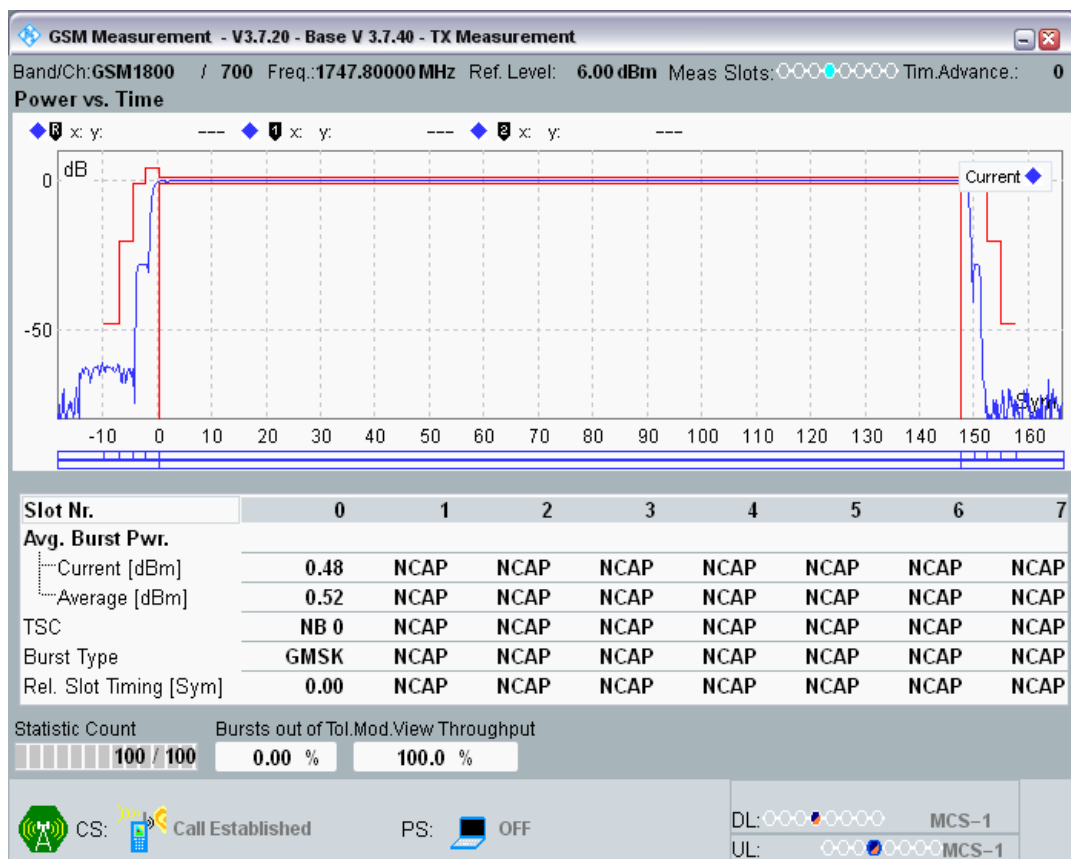 GSM Measurement - V3.7.20 - Base V 3.7.40 - TX Measurement
Band/Ch:GSM1800 / 700 Freq.:1747.80000 MHz Ref. Level: 6.00 dBm Meas Slots: Tim.Advance.: 0
Power vs. Time
R x: y: --- 1 x: y: --- 2 x: y: ---
dB
Current
0
-50
Sym
-10 0 10 20 30 40 50 60 70 80 90 100 110 120 130 140 150 160
Slot Nr. 0 1 2 3 4 5 6 7
Avg. Burst Pwr.
Current [dBm] 0.48 NCAP NCAP NCAP NCAP NCAP NCAP NCAP
Average [dBm] 0.52 NCAP NCAP NCAP NCAP NCAP NCAP NCAP
TSC NB 0 NCAP NCAP NCAP NCAP NCAP NCAP NCAP
Burst Type GMSK NCAP NCAP NCAP NCAP NCAP NCAP NCAP
Rel. Slot Timing [Sym] 0.00 NCAP NCAP NCAP NCAP NCAP NCAP NCAP
Statistic Count Bursts out of Tol.Mod.View Throughput
100 / 100 0.00 % 100.0 %
CS: Call Established PS: OFF
DL: MCS-1
UL: MCS-1